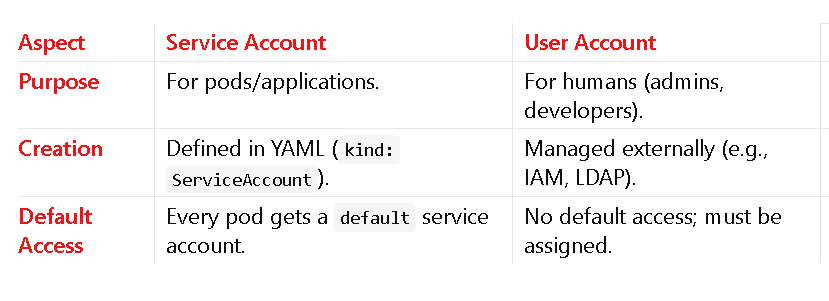 Aspect Service Account User Account
Purpose For pods/applications. For humans (admins,
developers).
Creation Defined in YAML ( kind: Managed externally (e.g.,
ServiceAccount ). IAM, LDAP).
Default Every pod gets a default service No default access; must be
Access account. assigned.